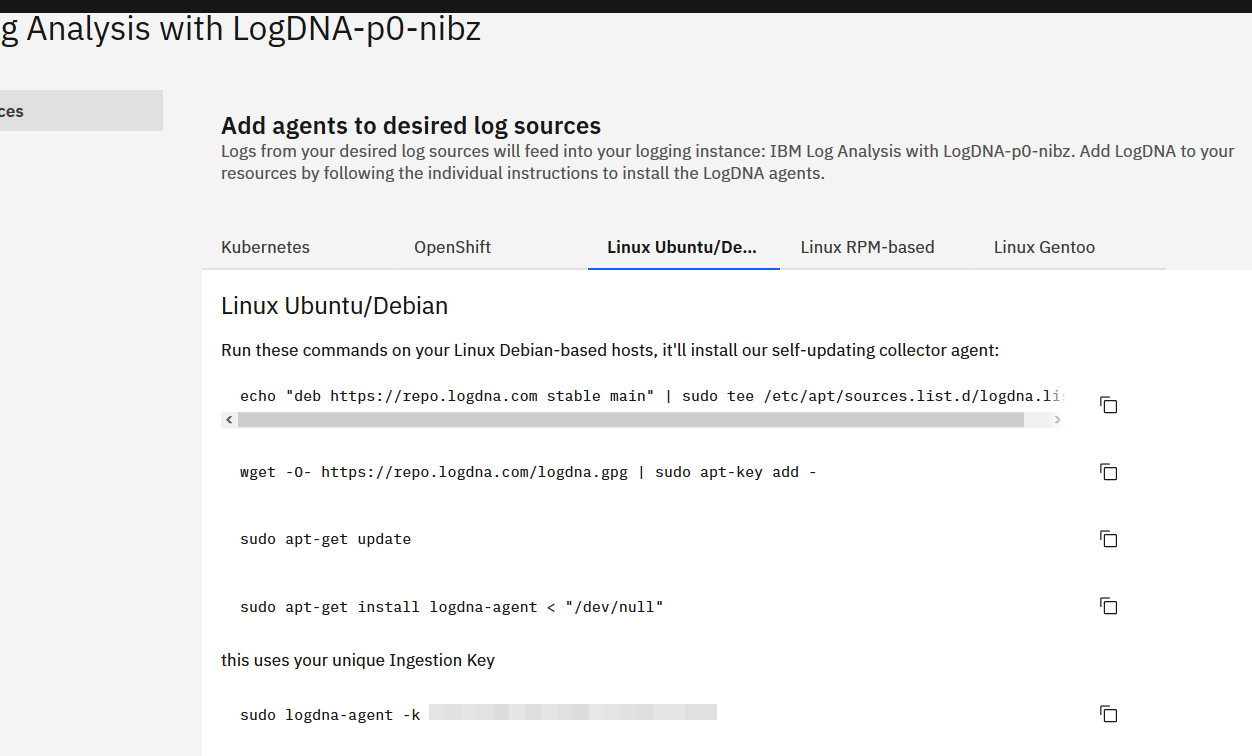 g Analysis with LogDNA-p0-nibz
ces
Add agents to desired log sources
Logs from your desired log sources will feed into your logging instance: IBM Log Analysis with LogDNA-p0-nibz. Add LogDNA to your
resources by following the individual instructions to install the LogDNA agents.
Kubernetes
OpenShift
Linux Ubuntu/De...
Linux RPM-based
Linux Gentoo
Linux Ubuntu/Debian
Run these commands on your Linux Debian-based hosts, it'll install our self-updating collector agent:
echo "deb https://repo.logdna.com stable main" | sudo tee /etc/apt/sources.list.d/logdna.lis
wget -O- https://repo.logdna.com/logdna.gpg | sudo apt-key add -
sudo apt-get update
sudo apt-get install logdna-agent < "/dev/null"
this uses your unique Ingestion Key
sudo logdna-agent -k